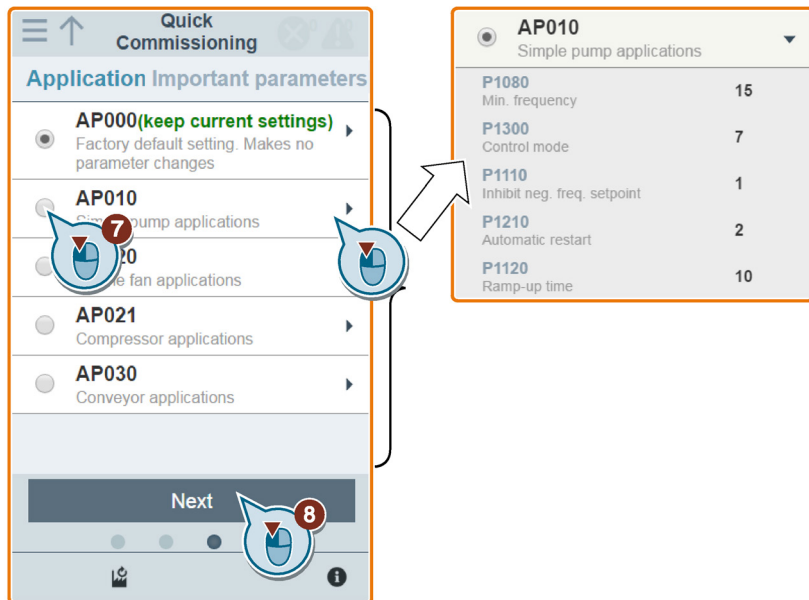 Quick
Commissioning
Application Important parameters
AP000(keep current settings)
Factory default setting. Makes no
parameter changes
AP010
pump applications
7
20
fan applications
AP021
Compressor applications
AP030
Conveyor applications
Next
8
AP010
Simple pump applications
P1080
Min. frequency
15
P1300
Control mode
7
P1110
Inhibit neg. freq. setpoint
1
P1210
Automatic restart
2
P1120
Ramp-up time
10